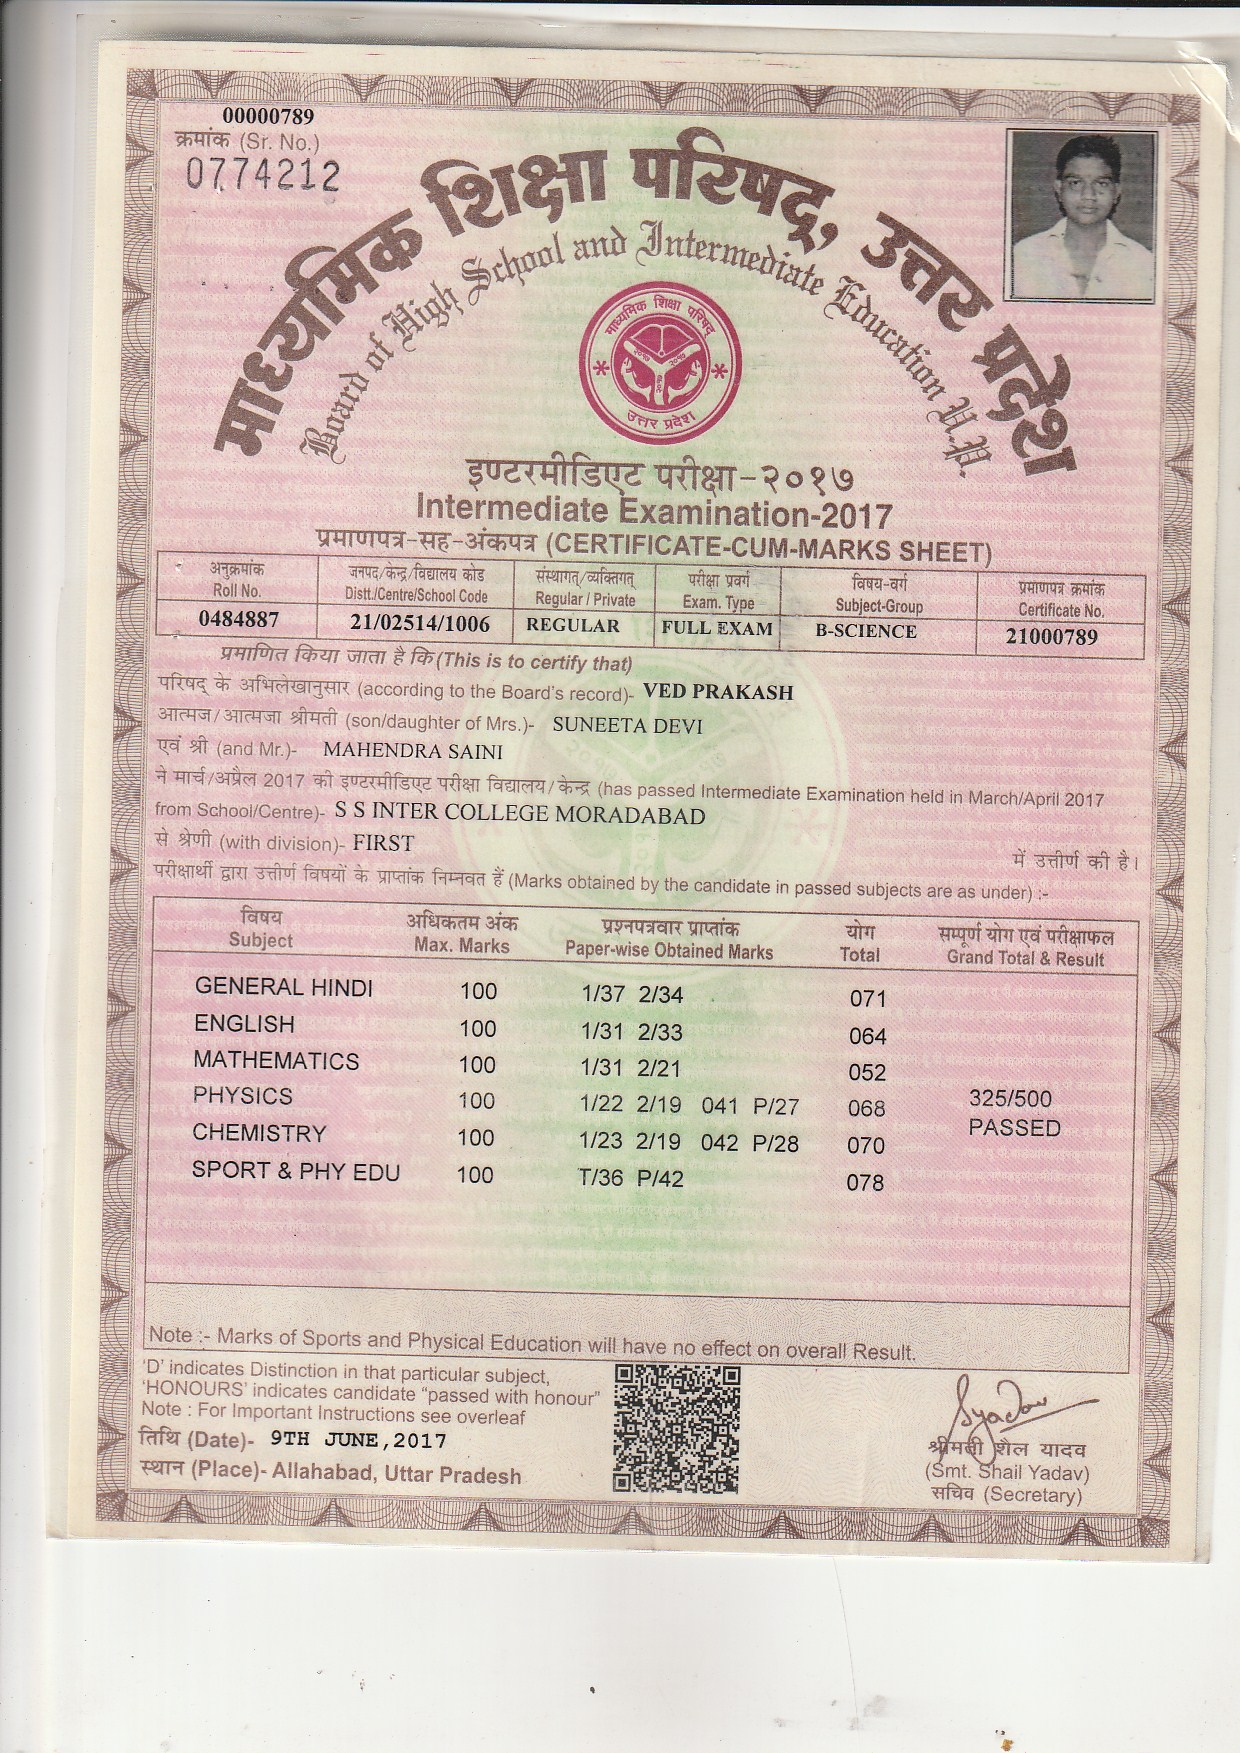 00000789
क्रमांक (Sr. No.)
0774212
माध्यमिक शिक्षा परिषद्, उत्तर प्रदेश
Board of High School and Intermediate Education U.P.
माध्यमिक शिक्षा परिषद्
उत्तर प्रदेश
इण्टरमीडिएट परीक्षा-२०१७
Intermediate Examination-2017
प्रमाणपत्र-सह-अंकपत्र (CERTIFICATE-CUM-MARKS SHEET)
अनुक्रमांक जनपद/केन्द्र/विद्यालय कोड संस्थागत्/व्यक्तिगत् परीक्षा प्रवर्ग विषय-वर्ग प्रमाणपत्र क्रमांक
Roll No. Distt./Centre/School Code Regular / Private Exam. Type Subject-Group Certificate No.
0484887 21/02514/1006 REGULAR FULL EXAM B-SCIENCE 21000789
प्रमाणित किया जाता है कि (This is to certify that)
परिषद् के अभिलेखानुसार (according to the Board's record)- VED PRAKASH
आत्मज/आत्मजा श्रीमती (son/daughter of Mrs.)- SUNEETA DEVI
एवं श्री (and Mr.)- MAHENDRA SAINI
ने मार्च/अप्रैल 2017 की इण्टरमीडिएट परीक्षा विद्यालय/केन्द्र (has passed Intermediate Examination held in March/April 2017
from School/Centre)- S S INTER COLLEGE MORADABAD
से श्रेणी (with division)- FIRST में उत्तीर्ण की है।
परीक्षार्थी द्वारा उत्तीर्ण विषयों के प्राप्तांक निम्नवत हैं (Marks obtained by the candidate in passed subjects are as under) :-
विषय अधिकतम अंक प्रश्नपत्रवार प्राप्तांक योग सम्पूर्ण योग एवं परीक्षाफल
Subject Max. Marks Paper-wise Obtained Marks Total Grand Total & Result
GENERAL HINDI 100 1/37 2/34 071
ENGLISH 100 1/31 2/33 064
MATHEMATICS 100 1/31 2/21 052
PHYSICS 100 1/22 2/19 041 P/27 068 325/500
PASSED
CHEMISTRY 100 1/23 2/19 042 P/28 070
SPORT & PHY EDU 100 T/36 P/42 078
Note :- Marks of Sports and Physical Education will have no effect on overall Result.
'D' indicates Distinction in that particular subject,
'HONOURS' indicates candidate "passed with honour"
Note : For Important Instructions see overleaf
तिथि (Date)- 9TH JUNE,2017
स्थान (Place)- Allahabad, Uttar Pradesh
Syadav
श्रीमती शैल यादव
(Smt. Shail Yadav)
सचिव (Secretary)